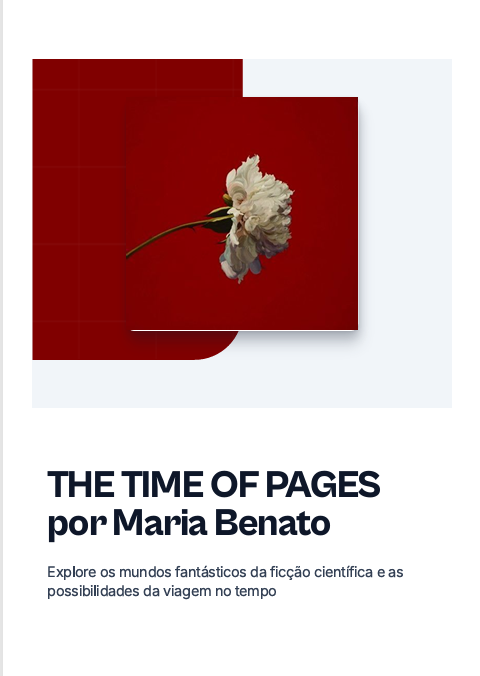 THE TIME OF PAGES
por Maria Benato
Explore os mundos fantásticos da ficção científica e as
possibilidades da viagem no tempo